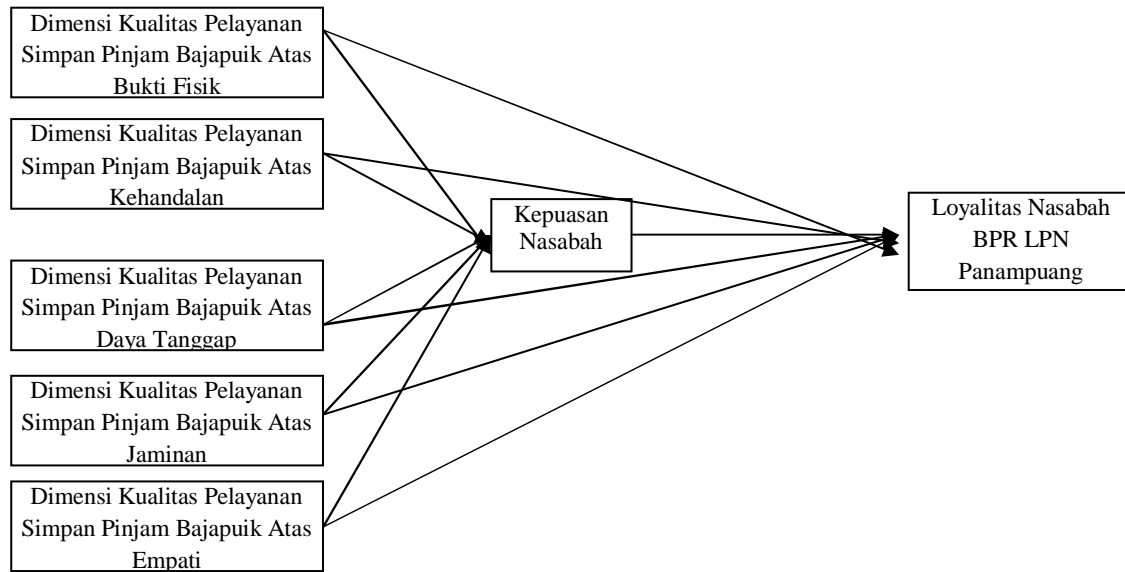 Dimensi Kualitas Pelayanan
Simpan Pinjam Bajapuik Atas
Bukti Fisik
Dimensi Kualitas Pelayanan
Simpan Pinjam Bajapuik Atas
Kehandalan
Dimensi Kualitas Pelayanan
Simpan Pinjam Bajapuik Atas
Daya Tanggap
Dimensi Kualitas Pelayanan
Simpan Pinjam Bajapuik Atas
Jaminan
Dimensi Kualitas Pelayanan
Simpan Pinjam Bajapuik Atas
Empati
Kepuasan
Nasabah
Loyalitas Nasabah
BPR LPN
Panampuang